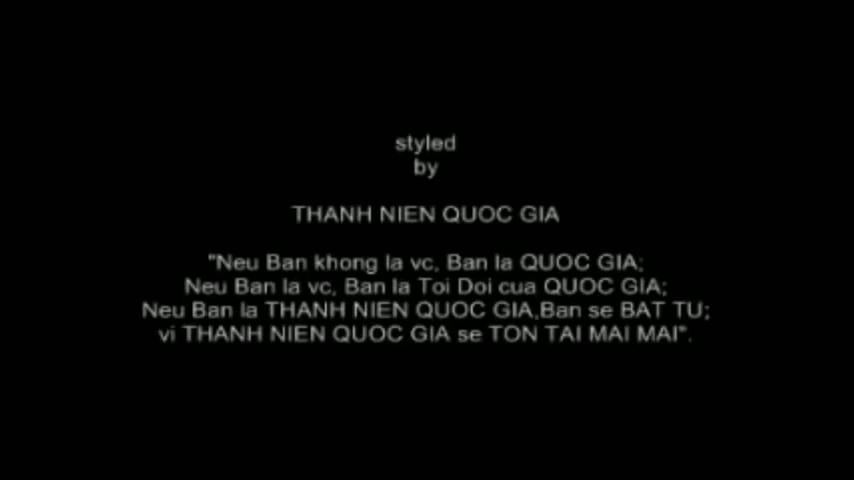 styled
by
THANH NIEN QUOC GIA
"Neu Ban khong la vc, Ban la QUOC GIA;
Neu Ban la vc, Ban la Toi Doi cua QUOC GIA;
Neu Ban la THANH NIEN QUOC GIA,Ban se BAT TU;
vi THANH NIEN QUOC GIA se TON TAI MAI MAI".